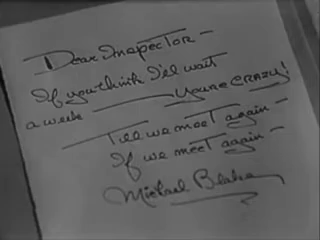 Dear Inspector —
If you think I'll wait
a week — You're CRAZY!
Till we meet again —
If we meet again —
Michael Blake